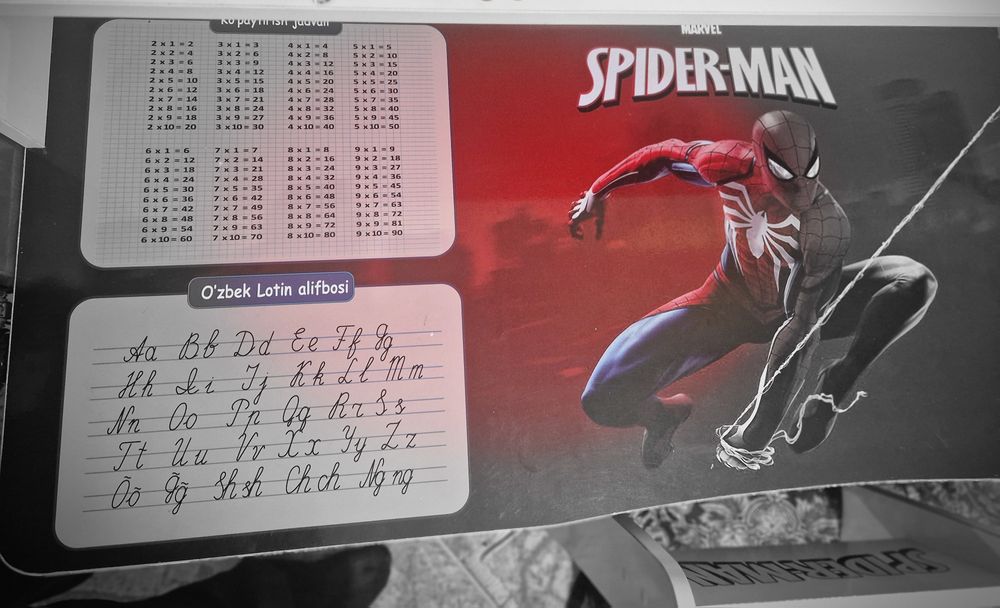 Ko'paytirish jadvali
2 x 1 = 2 3 x 1 = 3 4 x 1 = 4 5 x 1 = 5
2 x 2 = 4 3 x 2 = 6 4 x 2 = 8 5 x 2 = 10
2 x 3 = 6 3 x 3 = 9 4 x 3 = 12 5 x 3 = 15
2 x 4 = 8 3 x 4 = 12 4 x 4 = 16 5 x 4 = 20
2 x 5 = 10 3 x 5 = 15 4 x 5 = 20 5 x 5 = 25
2 x 6 = 12 3 x 6 = 18 4 x 6 = 24 5 x 6 = 30
2 x 7 = 14 3 x 7 = 21 4 x 7 = 28 5 x 7 = 35
2 x 8 = 16 3 x 8 = 24 4 x 8 = 32 5 x 8 = 40
2 x 9 = 18 3 x 9 = 27 4 x 9 = 36 5 x 9 = 45
2 x 10 = 20 3 x 10 = 30 4 x 10 = 40 5 x 10 = 50
6 x 1 = 6 7 x 1 = 7 8 x 1 = 8 9 x 1 = 9
6 x 2 = 12 7 x 2 = 14 8 x 2 = 16 9 x 2 = 18
6 x 3 = 18 7 x 3 = 21 8 x 3 = 24 9 x 3 = 27
6 x 4 = 24 7 x 4 = 28 8 x 4 = 32 9 x 4 = 36
6 x 5 = 30 7 x 5 = 35 8 x 5 = 40 9 x 5 = 45
6 x 6 = 36 7 x 6 = 42 8 x 6 = 48 9 x 6 = 54
6 x 7 = 42 7 x 7 = 49 8 x 7 = 56 9 x 7 = 63
6 x 8 = 48 7 x 8 = 56 8 x 8 = 64 9 x 8 = 72
6 x 9 = 54 7 x 9 = 63 8 x 9 = 72 9 x 9 = 81
6 x 10 = 60 7 x 10 = 70 8 x 10 = 80 9 x 10 = 90
O'zbek Lotin alifbosi
Aa Bb Dd Ee Ff Gg
Hh Ii Jj Kk Ll Mm
Nn Oo Pp Qq Rr Ss
Tt Uu Vv Xx Yy Zz
Õõ G̃g̃ Shsh Chch Ngng
MARVEL
SPIDER-MAN
SPIDER-MAN